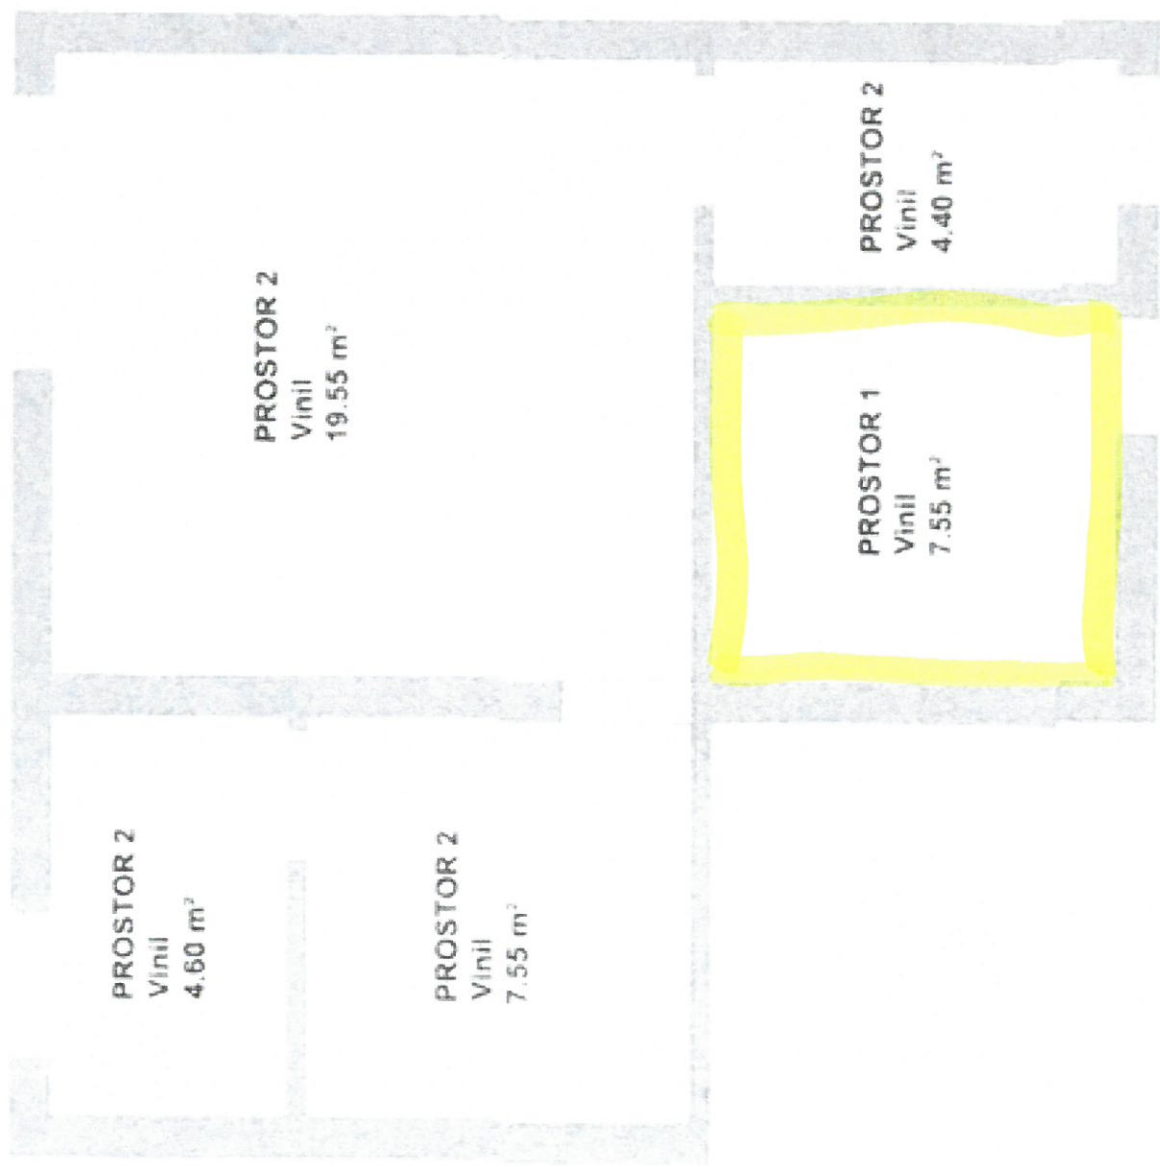 PROSTOR 2
Vinil
4.60 m²
PROSTOR 2
Vinil
19.55 m²
PROSTOR 2
Vinil
7.55 m²
PROSTOR 2
Vinil
4.40 m²
PROSTOR 1
Vinil
7.55 m²